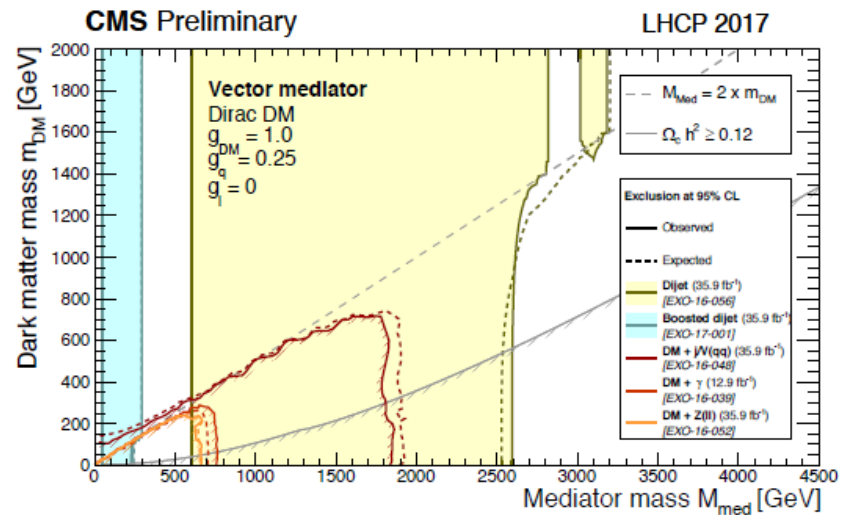 CMS Preliminary
LHCP 2017
Dark matter mass m_DM [GeV]
2000
1800
1600
1400
1200
1000
800
600
400
200
0
Vector mediator
Dirac DM
g_DM = 1.0
g_q = 0.25
g_l = 0
M_Med = 2 x m_DM
Ω_c h² ≥ 0.12
Exclusion at 95% CL
Observed
Expected
Dijet (35.9 fb⁻¹)
[EXO-16-056]
Boosted dijet (35.9 fb⁻¹)
[EXO-17-001]
DM + j/V(qq) (35.9 fb⁻¹)
[EXO-16-048]
DM + γ (12.9 fb⁻¹)
[EXO-16-039]
DM + Z(ll) (35.9 fb⁻¹)
[EXO-16-052]
0 500 1000 1500 2000 2500 3000 3500 4000 4500
Mediator mass M_med [GeV]